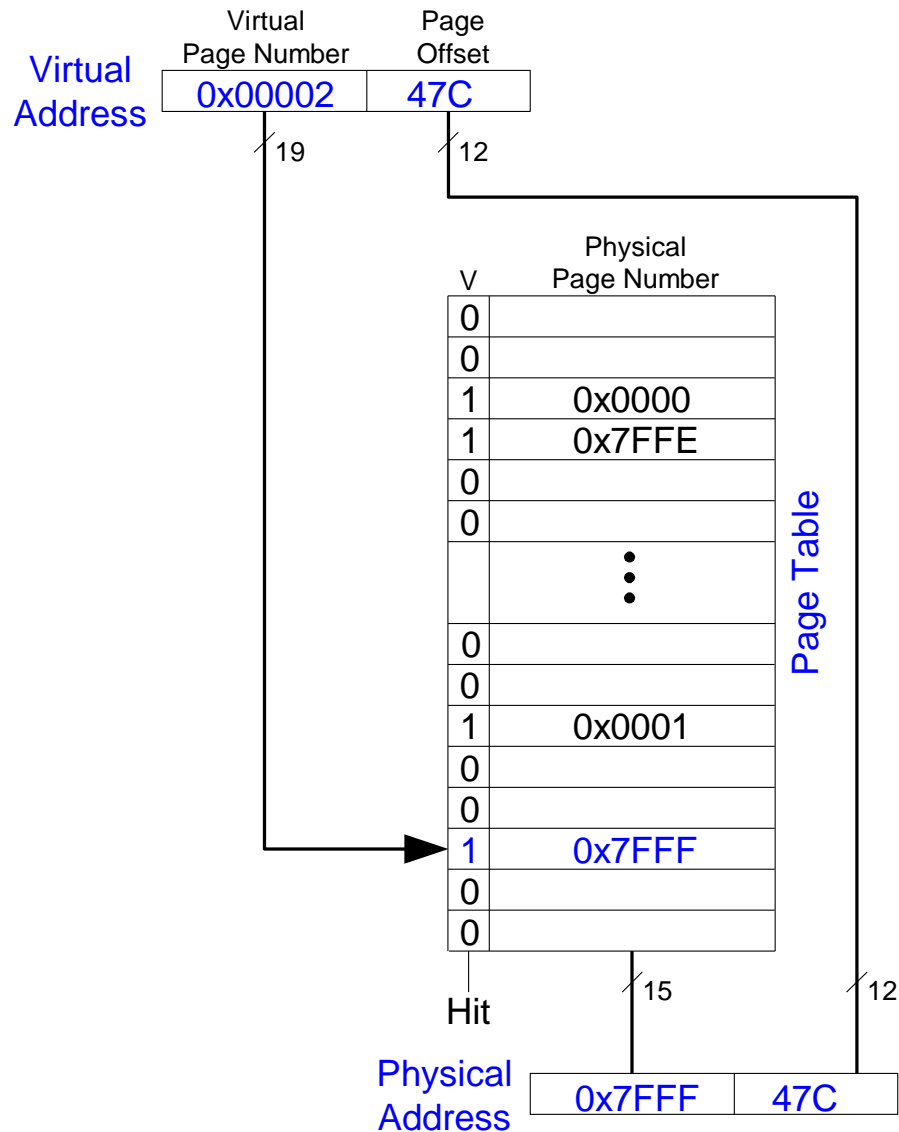 Virtual
Page Number
Page
Offset
Virtual
Address
0x00002
47C
19
12
V
Physical
Page Number
0
0
1 0x0000
1 0x7FFE
0
0
Page Table
0
0
1 0x0001
0
0
1 0x7FFF
0
0
15
12
Hit
Physical
Address
0x7FFF
47C